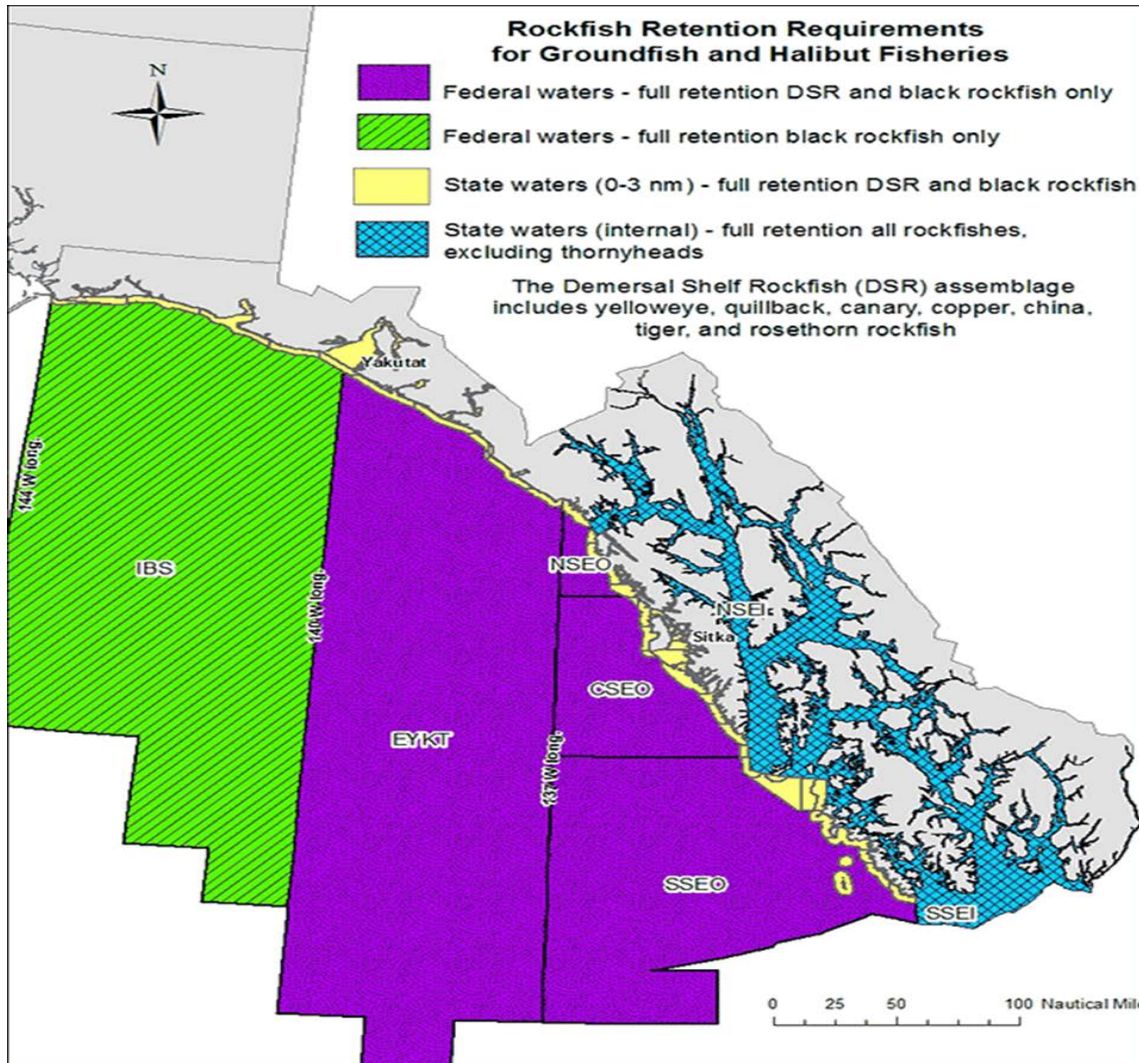 Rockfish Retention Requirements
for Groundfish and Halibut Fisheries
N
Federal waters - full retention DSR and black rockfish only
Federal waters - full retention black rockfish only
State waters (0-3 nm) - full retention DSR and black rockfish
State waters (internal) - full retention all rockfishes,
excluding thornyheads
The Demersal Shelf Rockfish (DSR) assemblage
includes yelloweye, quillback, canary, copper, china,
tiger, and rosethorn rockfish
Yakutat
144 W long.
IBS
140 W long.
NSEO
NSEI
Sitka
CSEO
EYKT
137 W long.
SSEO
SSEI
0 25 50 100 Nautical Mile